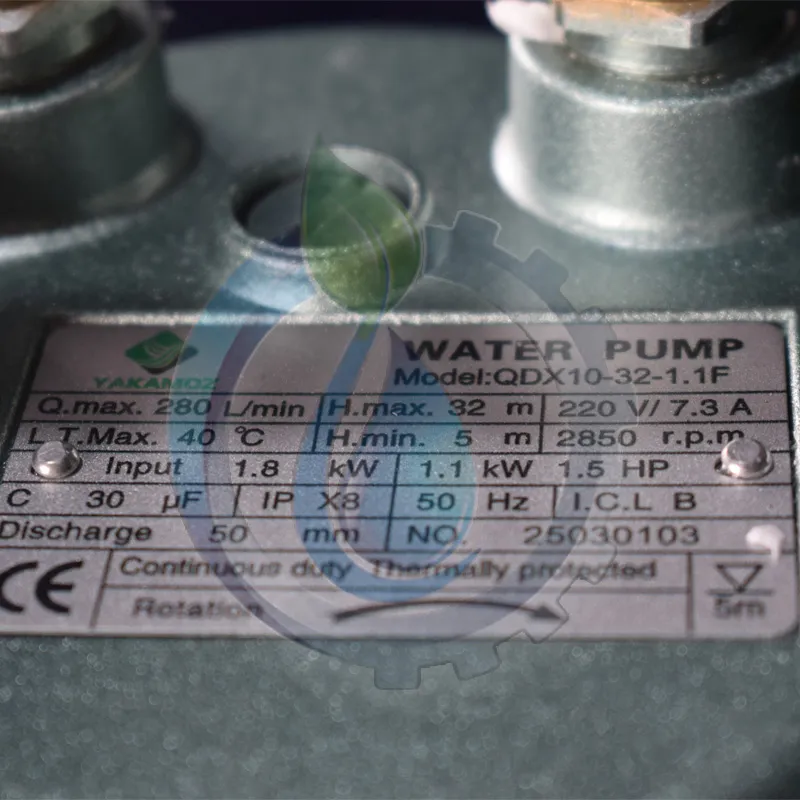 YAKAMOZ
WATER PUMP
Model:QDX10-32-1.1F
Q.max. 280 L/min H.max. 32 m 220 V/ 7.3 A
L.T.Max. 40 ℃ H.min. 5 m 2850 r.p.m
Input 1.8 kW 1.1 kW 1.5 HP
C 30 µF IP X8 50 Hz I.C.L B
Discharge 50 mm NO. 25030103
CE Continuous duty Thermally protected
Rotation 5m